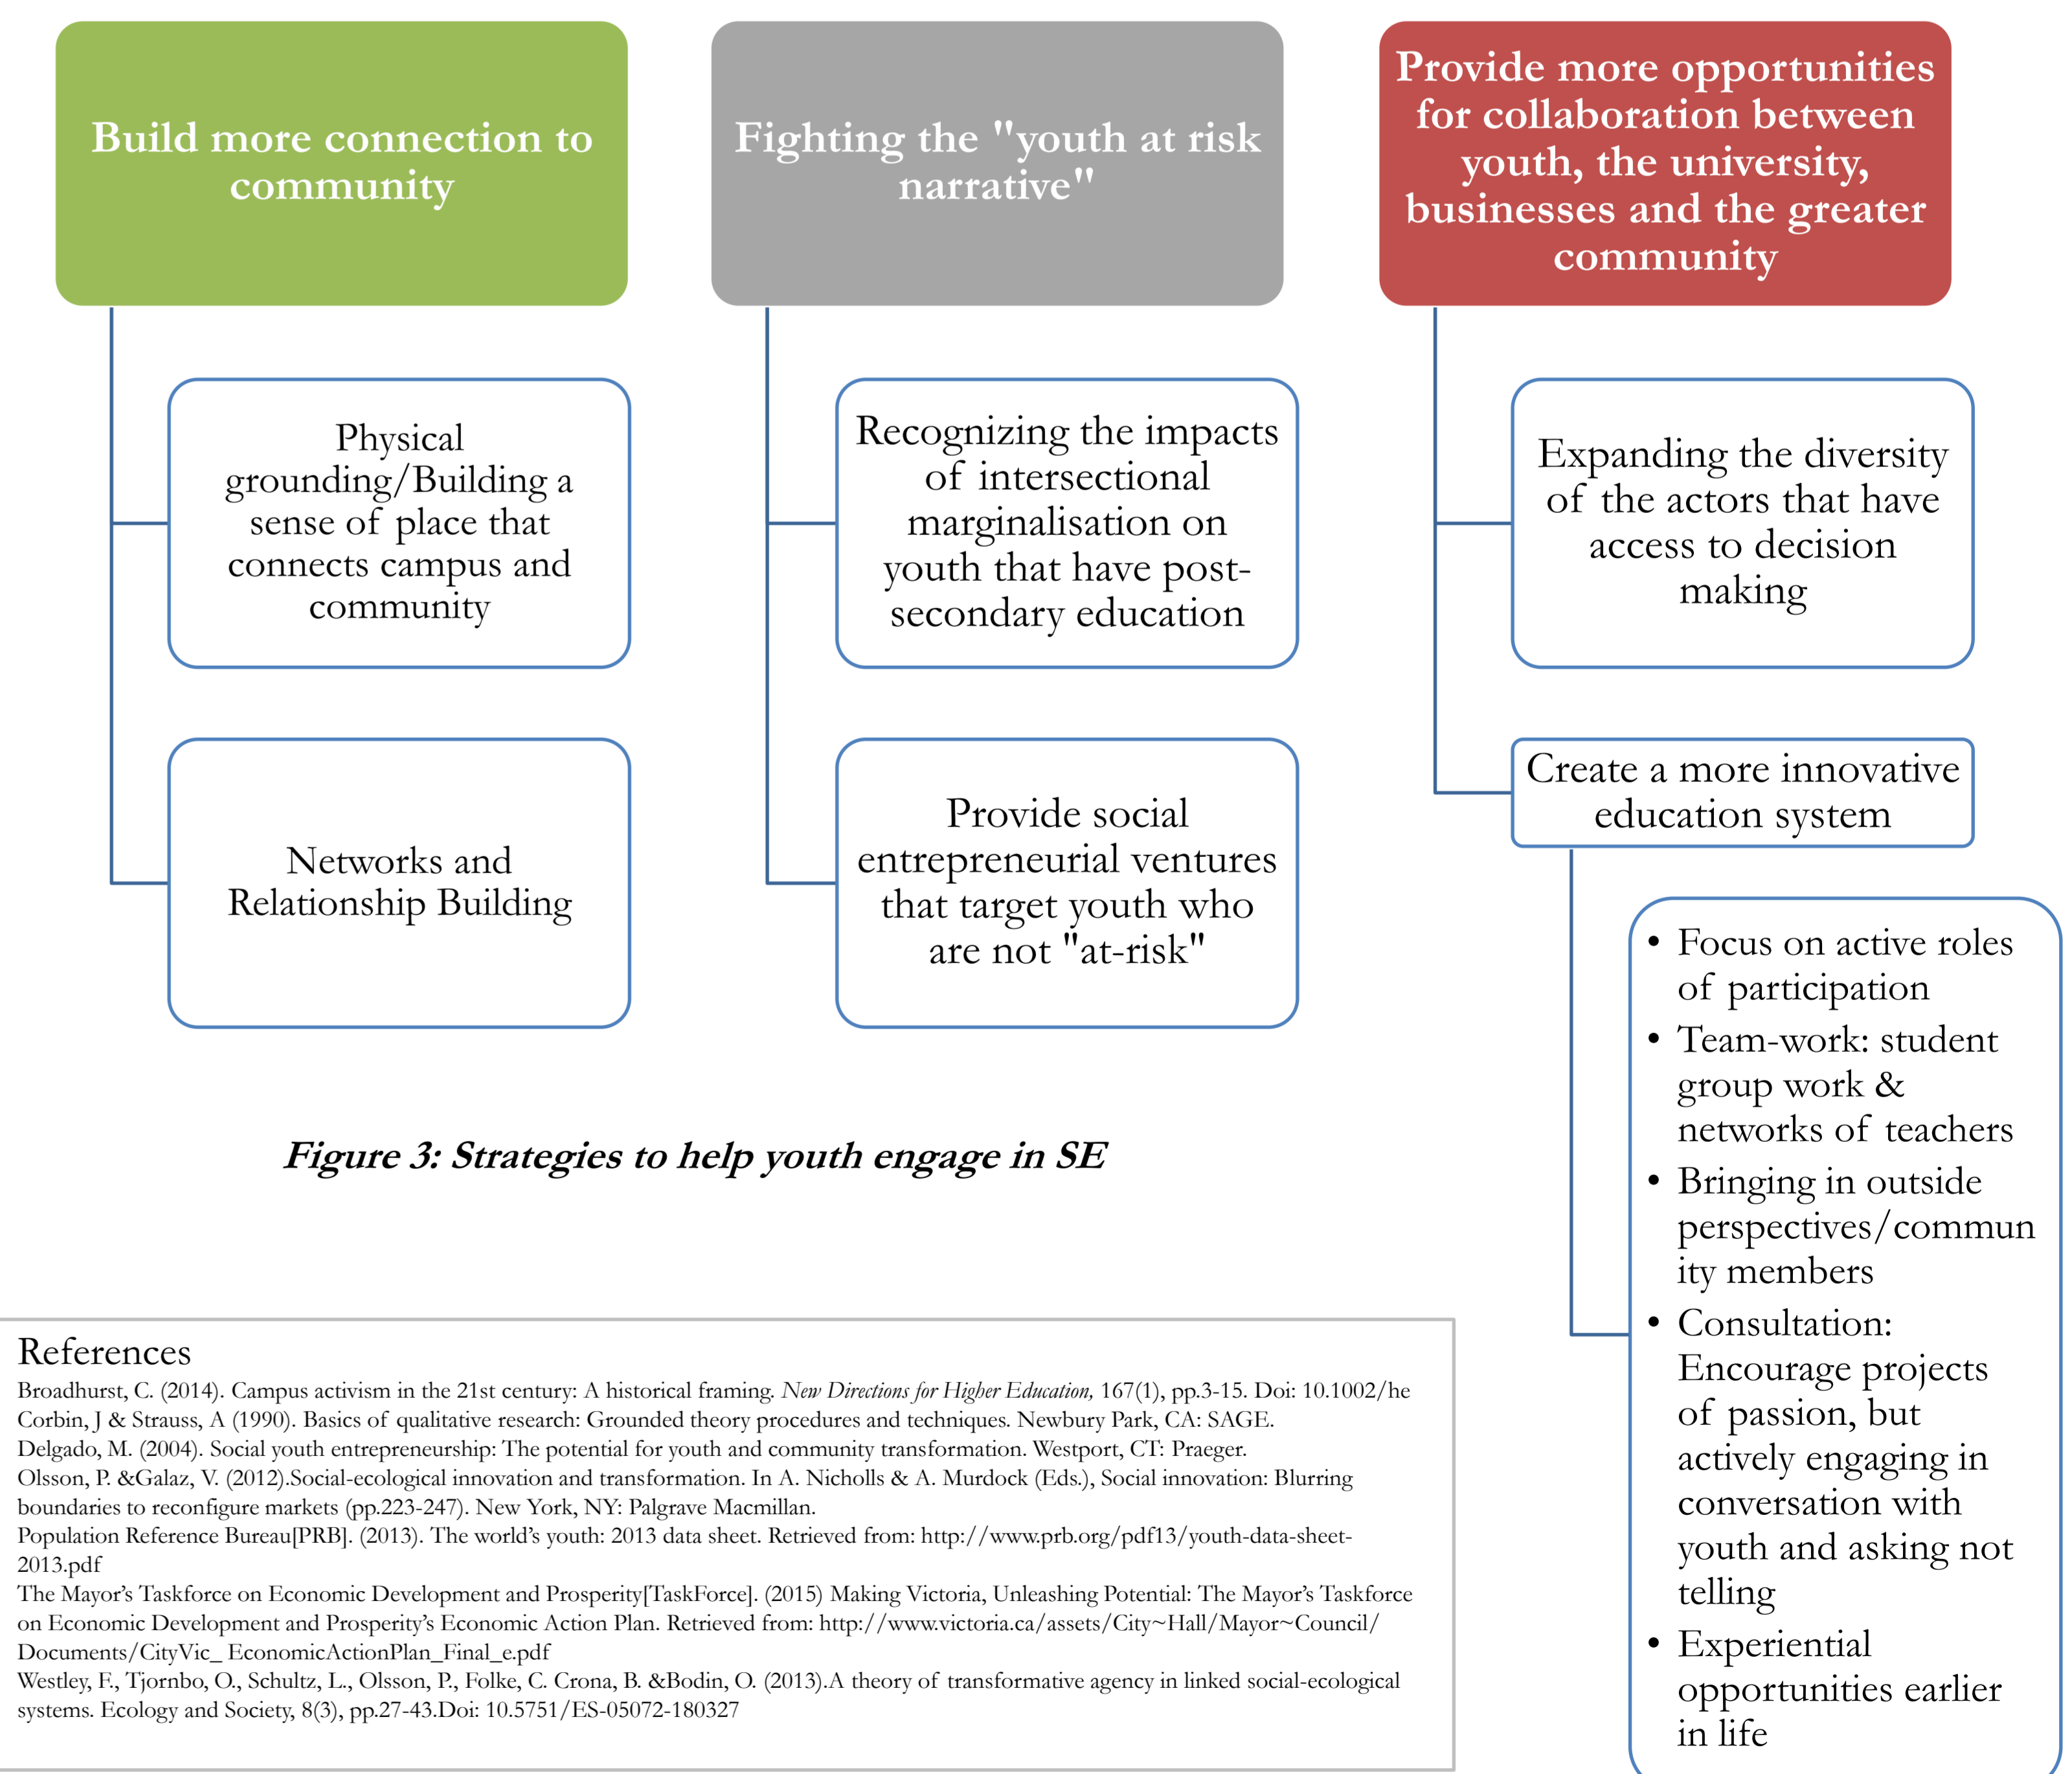 Build more connection to
community
Physical
grounding/Building a
sense of place that
connects campus and
community
Networks and
Relationship Building
Fighting the "youth at risk
narrative"
Recognizing the impacts
of intersectional
marginalisation on
youth that have post-
secondary education
Provide social
entrepreneurial ventures
that target youth who
are not "at-risk"
Provide more opportunities
for collaboration between
youth, the university,
businesses and the greater
community
Expanding the diversity
of the actors that have
access to decision
making
Create a more innovative
education system
• Focus on active roles
of participation
• Team-work: student
group work &
networks of teachers
• Bringing in outside
perspectives/commun
ity members
• Consultation:
Encourage projects
of passion, but
actively engaging in
conversation with
youth and asking not
telling
• Experiential
opportunities earlier
in life
Figure 3: Strategies to help youth engage in SE
References
Broadhurst, C. (2014). Campus activism in the 21st century: A historical framing. New Directions for Higher Education, 167(1), pp.3-15. Doi: 10.1002/he
Corbin, J & Strauss, A (1990). Basics of qualitative research: Grounded theory procedures and techniques. Newbury Park, CA: SAGE.
Delgado, M. (2004). Social youth entrepreneurship: The potential for youth and community transformation. Westport, CT: Praeger.
Olsson, P. &Galaz, V. (2012).Social-ecological innovation and transformation. In A. Nicholls & A. Murdock (Eds.), Social innovation: Blurring
boundaries to reconfigure markets (pp.223-247). New York, NY: Palgrave Macmillan.
Population Reference Bureau[PRB]. (2013). The world’s youth: 2013 data sheet. Retrieved from: http://www.prb.org/pdf13/youth-data-sheet-
2013.pdf
The Mayor’s Taskforce on Economic Development and Prosperity[TaskForce]. (2015) Making Victoria, Unleashing Potential: The Mayor’s Taskforce
on Economic Development and Prosperity’s Economic Action Plan. Retrieved from: http://www.victoria.ca/assets/City~Hall/Mayor~Council/
Documents/CityVic_ EconomicActionPlan_Final_e.pdf
Westley, F., Tjornbo, O., Schultz, L., Olsson, P., Folke, C. Crona, B. &Bodin, O. (2013).A theory of transformative agency in linked social-ecological
systems. Ecology and Society, 8(3), pp.27-43.Doi: 10.5751/ES-05072-180327